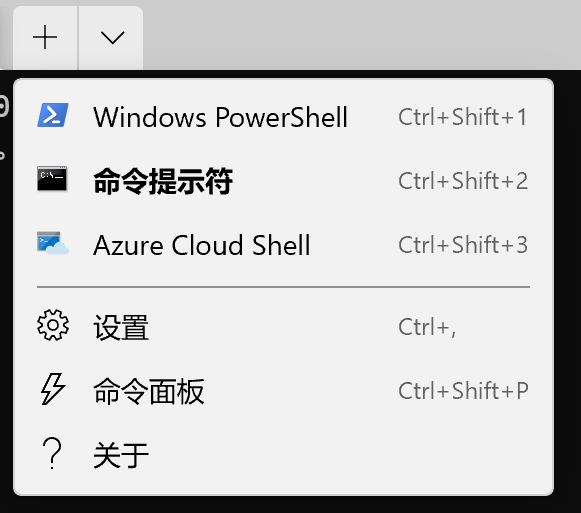 Windows PowerShell Ctrl+Shift+1
命令提示符 Ctrl+Shift+2
Azure Cloud Shell Ctrl+Shift+3
设置 Ctrl+,
命令面板 Ctrl+Shift+P
关于